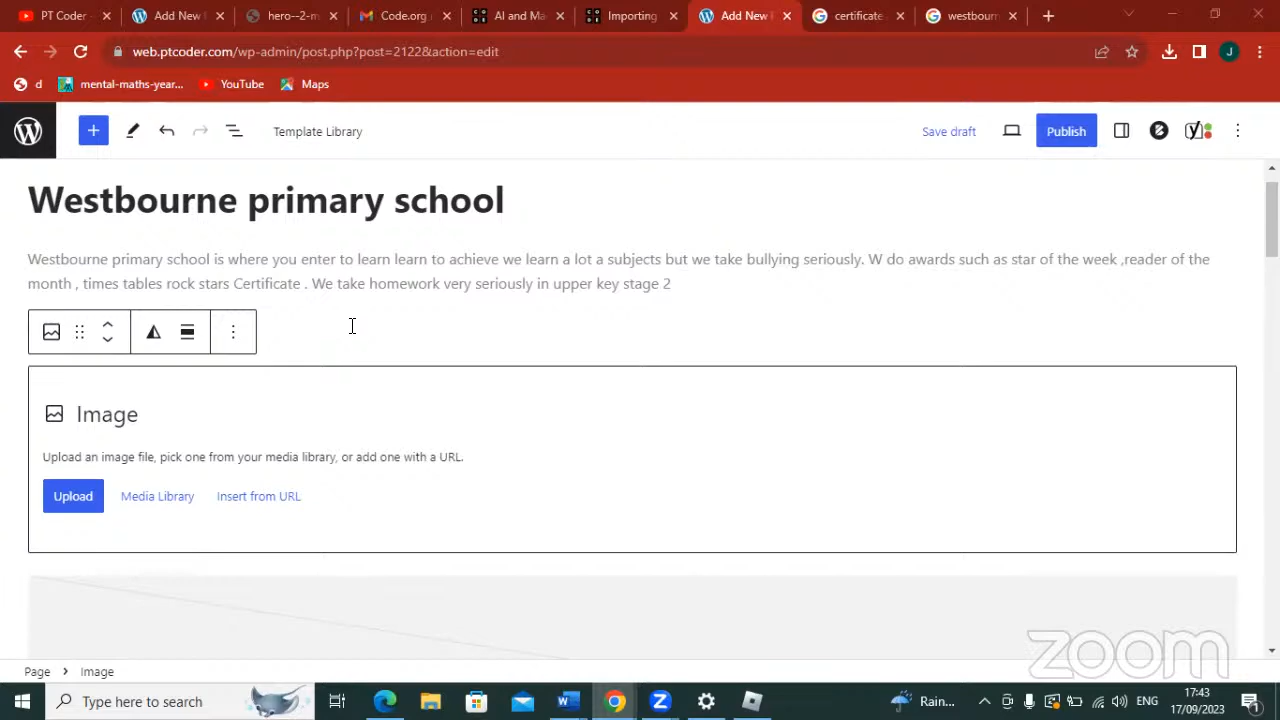 PT Coder -
Add New
hero--2-m
Code.org
AI and Ma
Importing
Add New
certificate
westbourn
web.ptcoder.com/wp-admin/post.php?post=2122&action=edit
J
d
mental-maths-year...
YouTube
Maps
Template Library
Save draft
Publish
Westbourne primary school
Westbourne primary school is where you enter to learn learn to achieve we learn a lot a subjects but we take bullying seriously. W do awards such as star of the week ,reader of the
month , times tables rock stars Certificate . We take homework very seriously in upper key stage 2
Image
Upload an image file, pick one from your media library, or add one with a URL.
Upload
Media Library
Insert from URL
zoom
Page > Image
Type here to search
Rain...
ENG
17:43
17/09/2023
1